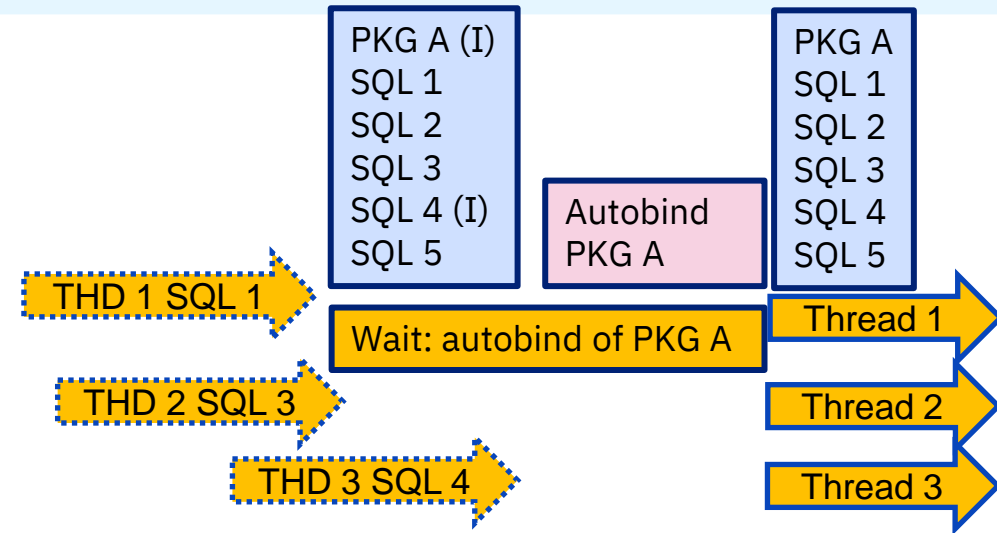 PKG A (I)
SQL 1
SQL 2
SQL 3
SQL 4 (I)
SQL 5
Autobind
PKG A
PKG A
SQL 1
SQL 2
SQL 3
SQL 4
SQL 5
THD 1 SQL 1
Wait: autobind of PKG A
Thread 1
THD 2 SQL 3
Thread 2
THD 3 SQL 4
Thread 3